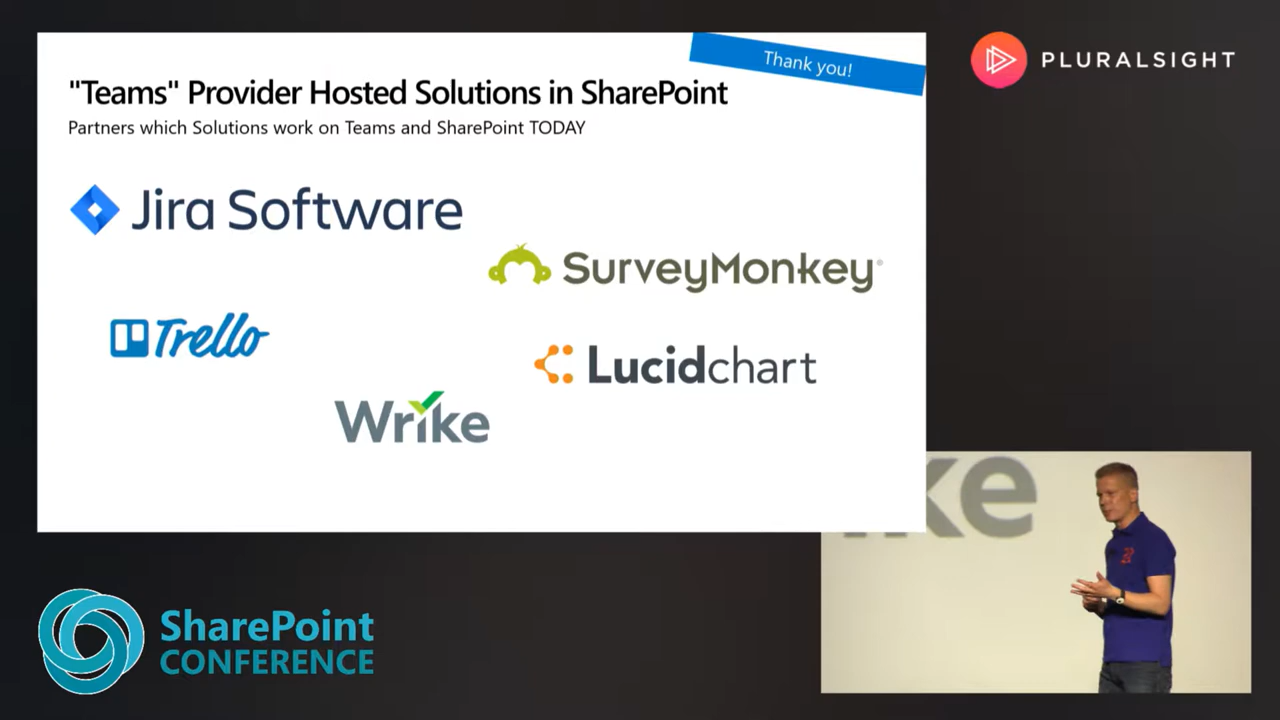 Thank you!
PLURALSIGHT
"Teams" Provider Hosted Solutions in SharePoint
Partners which Solutions work on Teams and SharePoint TODAY
Jira Software
SurveyMonkey®
Trello
Lucidchart
Wrike
ke
SharePoint
CONFERENCE